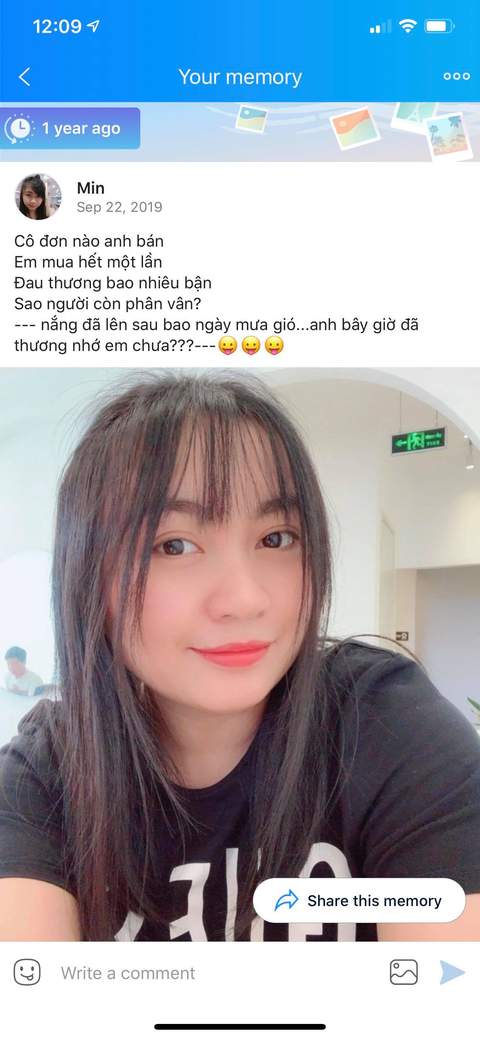 12:09
Your memory
1 year ago
Min
Sep 22, 2019
Cô đơn nào anh bán
Em mua hết một lần
Đau thương bao nhiêu bận
Sao người còn phân vân?
--- nắng đã lên sau bao ngày mưa gió...anh bây giờ đã
thương nhớ em chưa???---😛😛😛
Share this memory
Write a comment